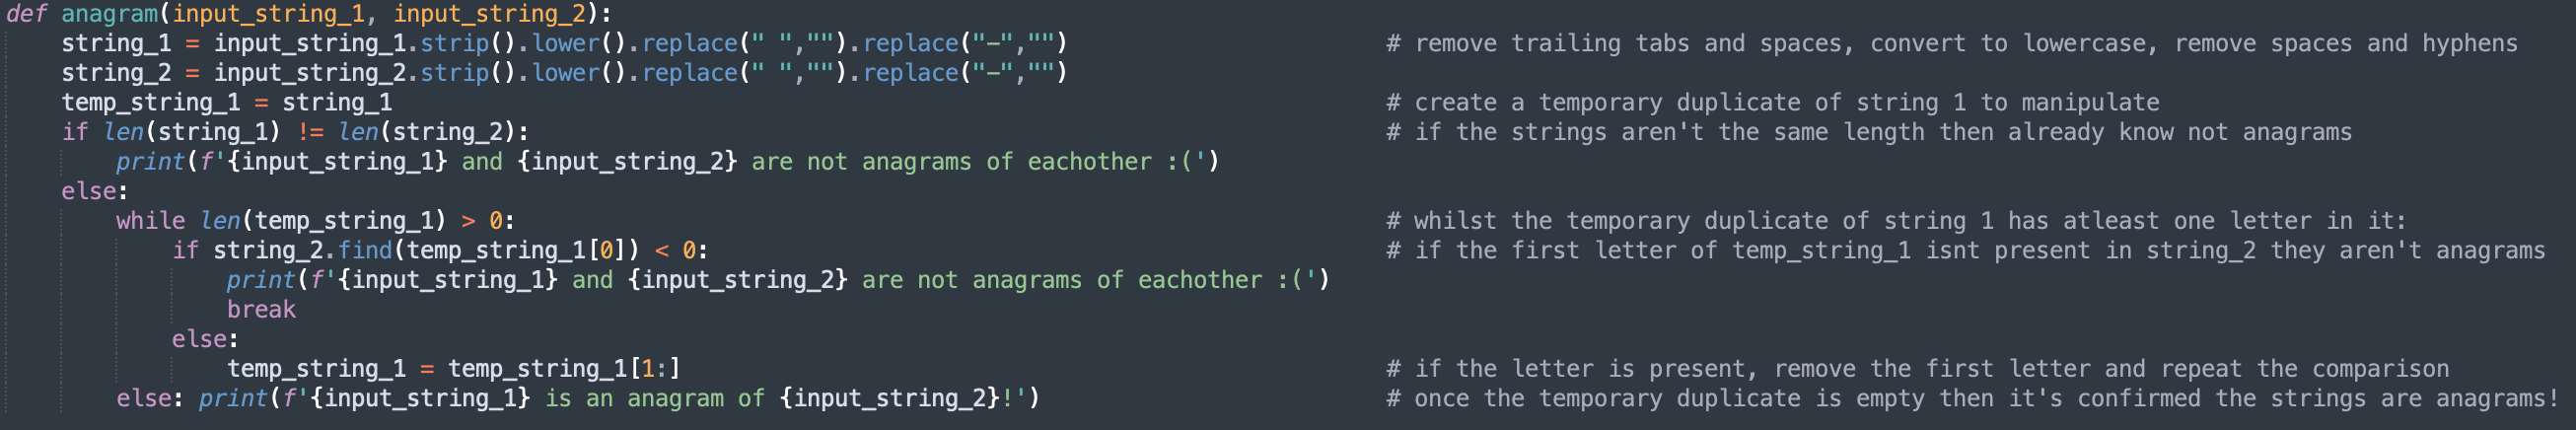 def anagram(input_string_1, input_string_2):
    string_1 = input_string_1.strip().lower().replace(" ","").replace("-","")                       # remove trailing tabs and spaces, convert to lowercase, remove spaces and hyphens
    string_2 = input_string_2.strip().lower().replace(" ","").replace("-","")
    temp_string_1 = string_1                                                                        # create a temporary duplicate of string 1 to manipulate
    if len(string_1) != len(string_2):                                                              # if the strings aren't the same length then already know not anagrams
        print(f'{input_string_1} and {input_string_2} are not anagrams of eachother :(')
    else:
        while len(temp_string_1) > 0:                                                               # whilst the temporary duplicate of string 1 has atleast one letter in it:
            if string_2.find(temp_string_1[0]) < 0:                                                 # if the first letter of temp_string_1 isnt present in string_2 they aren't anagrams
                print(f'{input_string_1} and {input_string_2} are not anagrams of eachother :(')
                break
            else:
                temp_string_1 = temp_string_1[1:]                                                   # if the letter is present, remove the first letter and repeat the comparison
        else: print(f'{input_string_1} is an anagram of {input_string_2}!')                         # once the temporary duplicate is empty then it's confirmed the strings are anagrams!